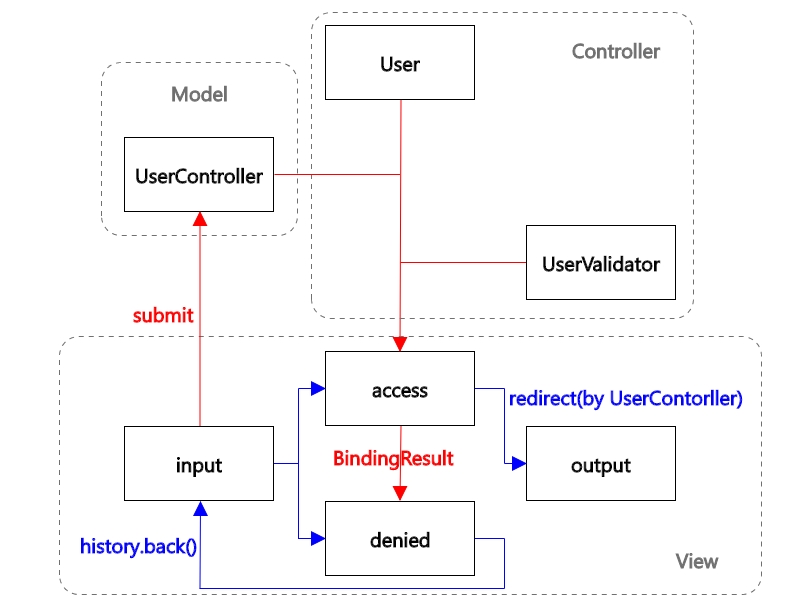 User
Controller
Model
UserController
UserValidator
submit
access
redirect(by UserContorller)
input
BindingResult
output
history.back()
denied
View